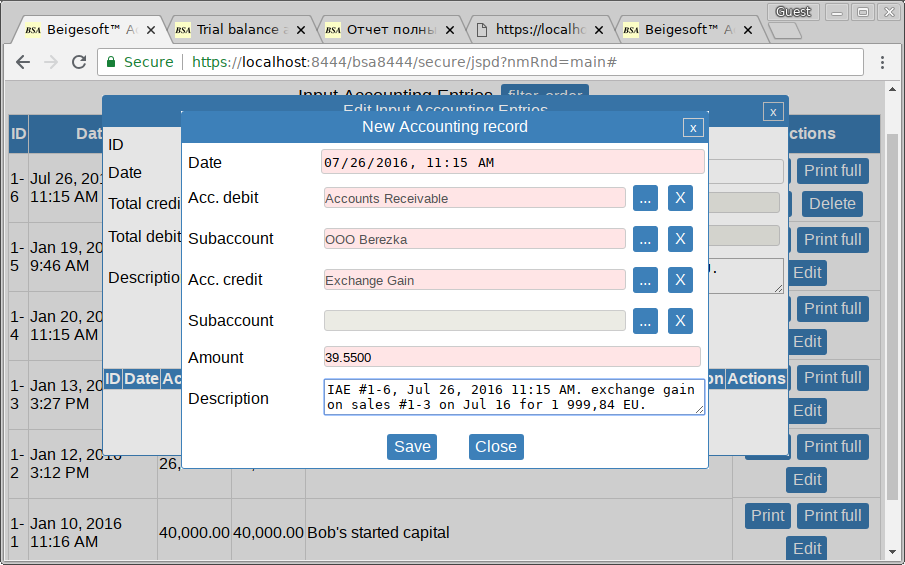 Guest
BSA Beigesoft™ A
BSA Trial balance a
BSA Отчет полны
https://localho
BSA Beigesoft™ A
Secure https://localhost:8444/bsa8444/secure/jspd?nmRnd=main#
Input Accounting Entries filter, order
Edit Input Accounting Entries x
New Accounting record x
ID Dat ctions
ID
Date 07/26/2016, 11:15 AM
Date
Acc. debit Accounts Receivable ... X
Total credi
Subaccount OOO Berezka ... X
Total debit
Acc. credit Exchange Gain ... X
Descriptio
Subaccount ... X
Amount 39.5500
ID Date Ac on Actions
Description IAE #1-6, Jul 26, 2016 11:15 AM. exchange gain
on sales #1-3 on Jul 16 for 1 999,84 EU.
Save Close
1-
6 Jul 26, 201
11:15 AM Print full
Delete
1-
5 Jan 19, 20
9:46 AM Print full
Edit
1-
4 Jan 20, 20
11:15 AM Print full
Edit
1-
3 Jan 13, 20
3:27 PM Print full
Edit
1-
2 Jan 12, 2016
3:12 PM 26, Print full
Edit
1-
1 Jan 10, 2016
11:16 AM 40,000.00 40,000.00 Bob's started capital Print Print full
Edit